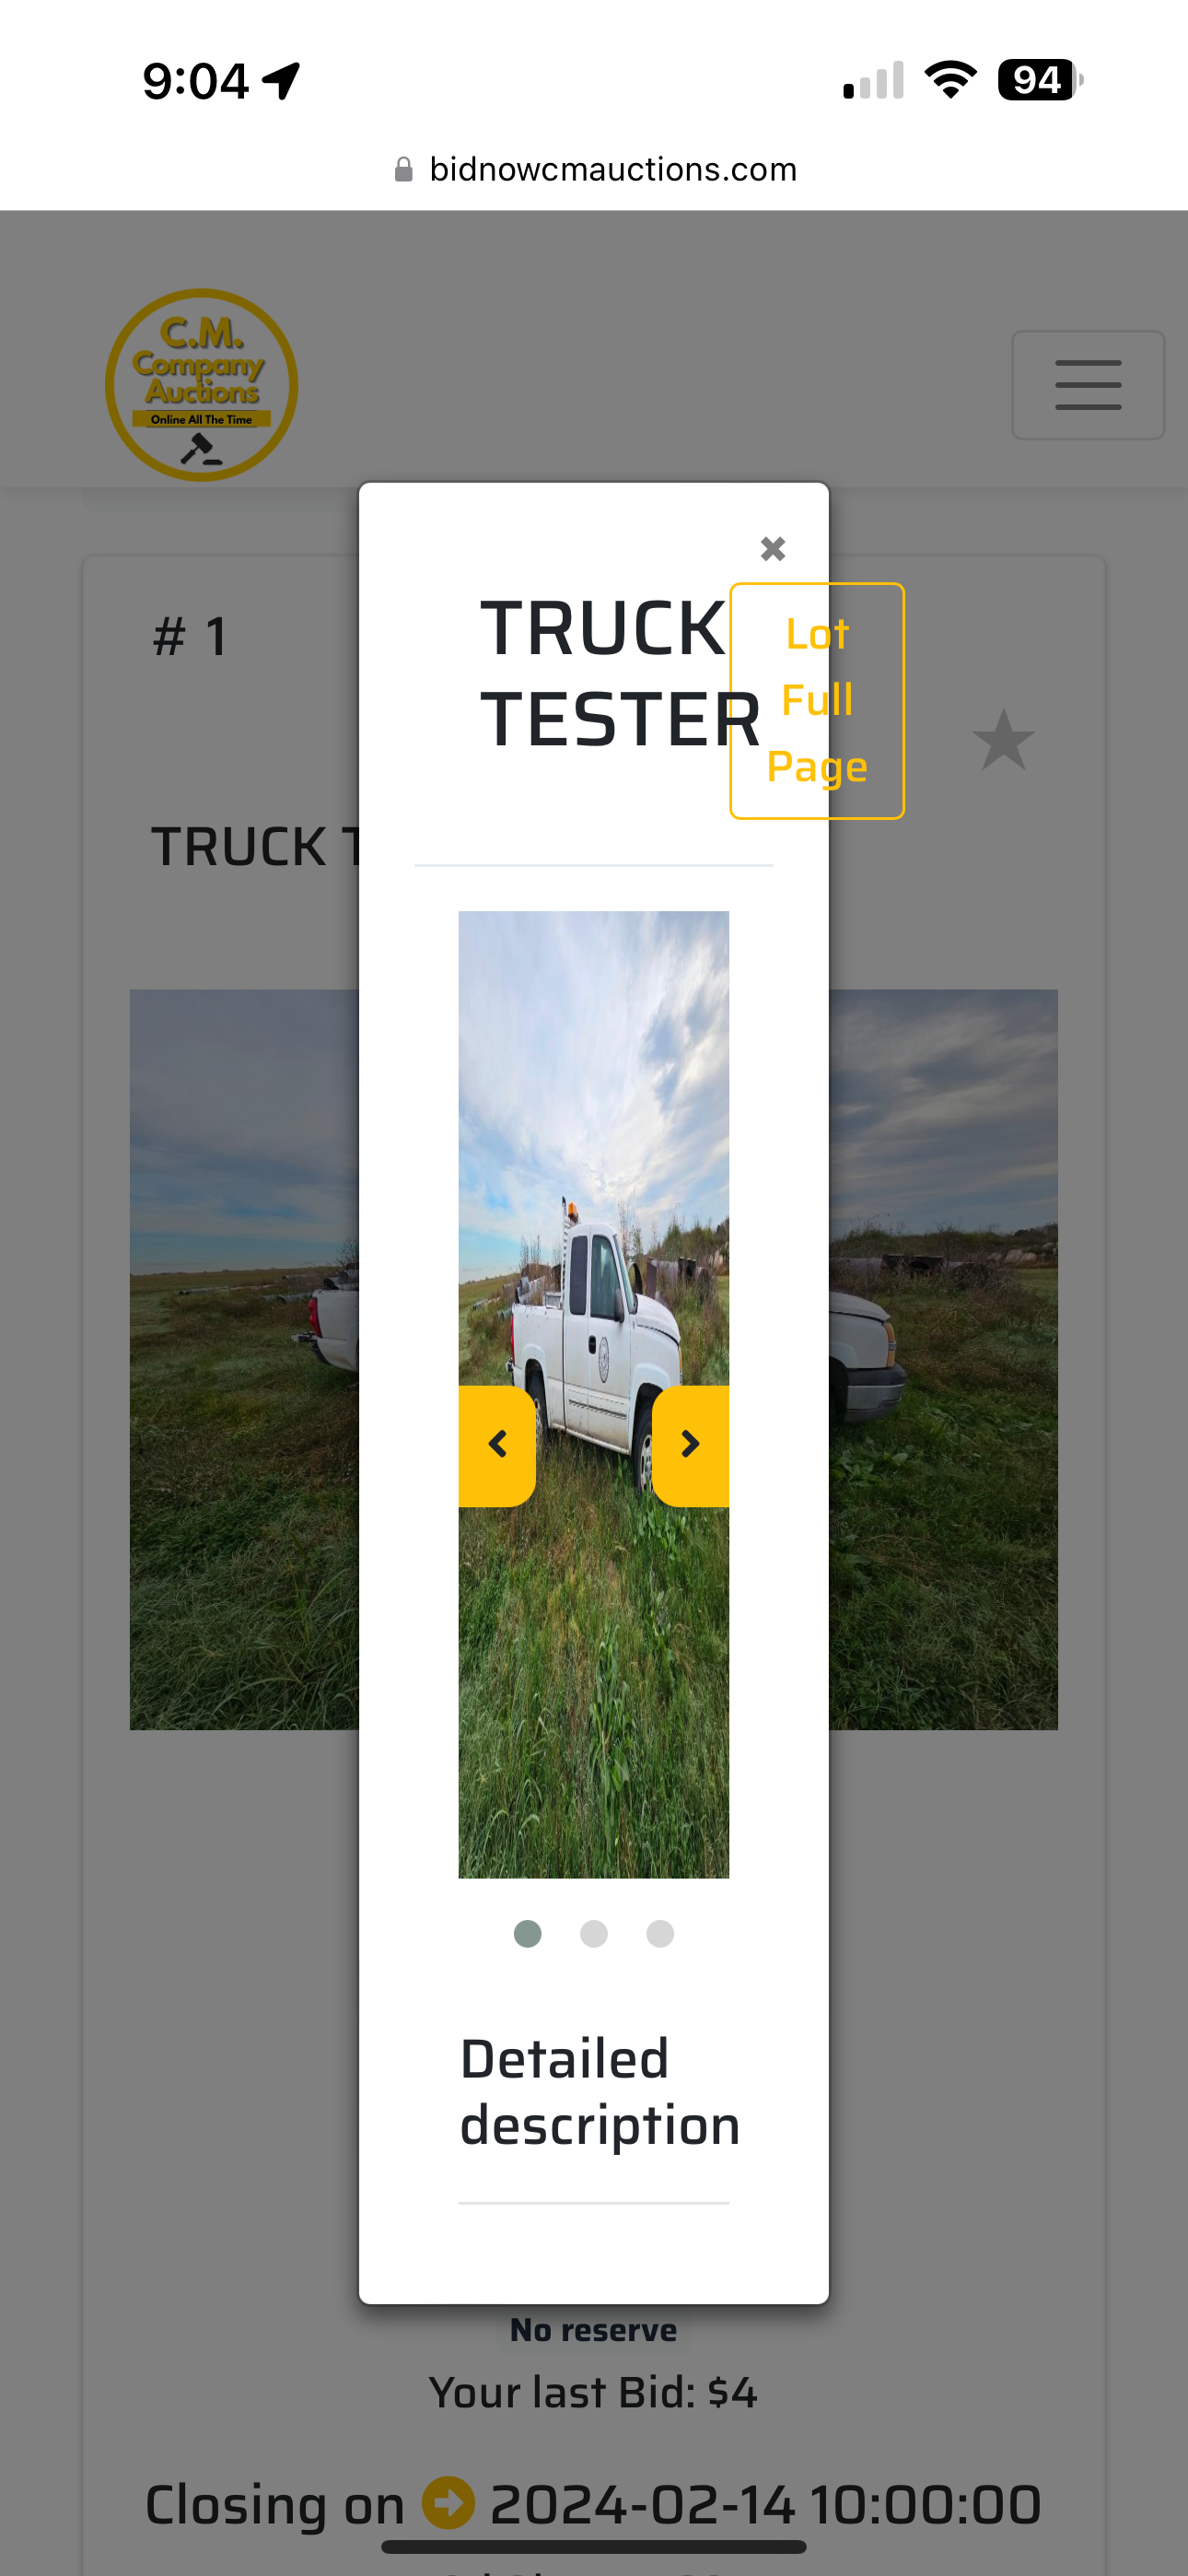 9:04
94
bidnowcmauctions.com
C.M.
Company
Auctions
Online All The Time
# 1
TRUCK T
TRUCK
TESTER
Lot
Full
Page
Detailed
description
No reserve
Your last Bid: $4
Closing on 2024-02-14 10:00:00